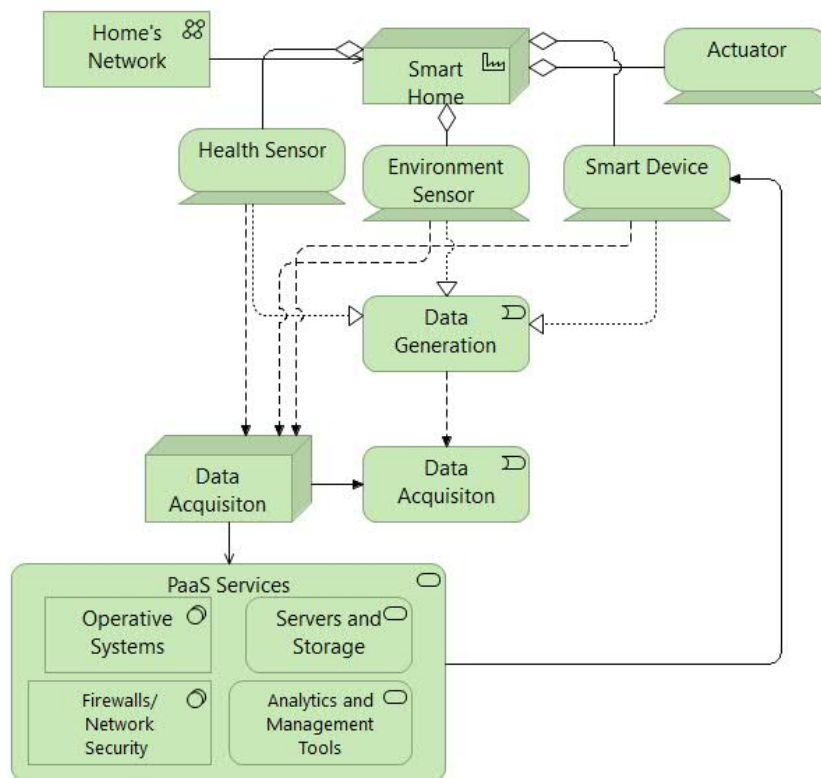 Home's
Network
Smart
Home
Actuator
Health Sensor
Environment
Sensor
Smart Device
Data
Generation
Data
Acquisiton
Data
Acquisiton
PaaS Services
Operative
Systems
Servers and
Storage
Firewalls/
Network
Security
Analytics and
Management
Tools